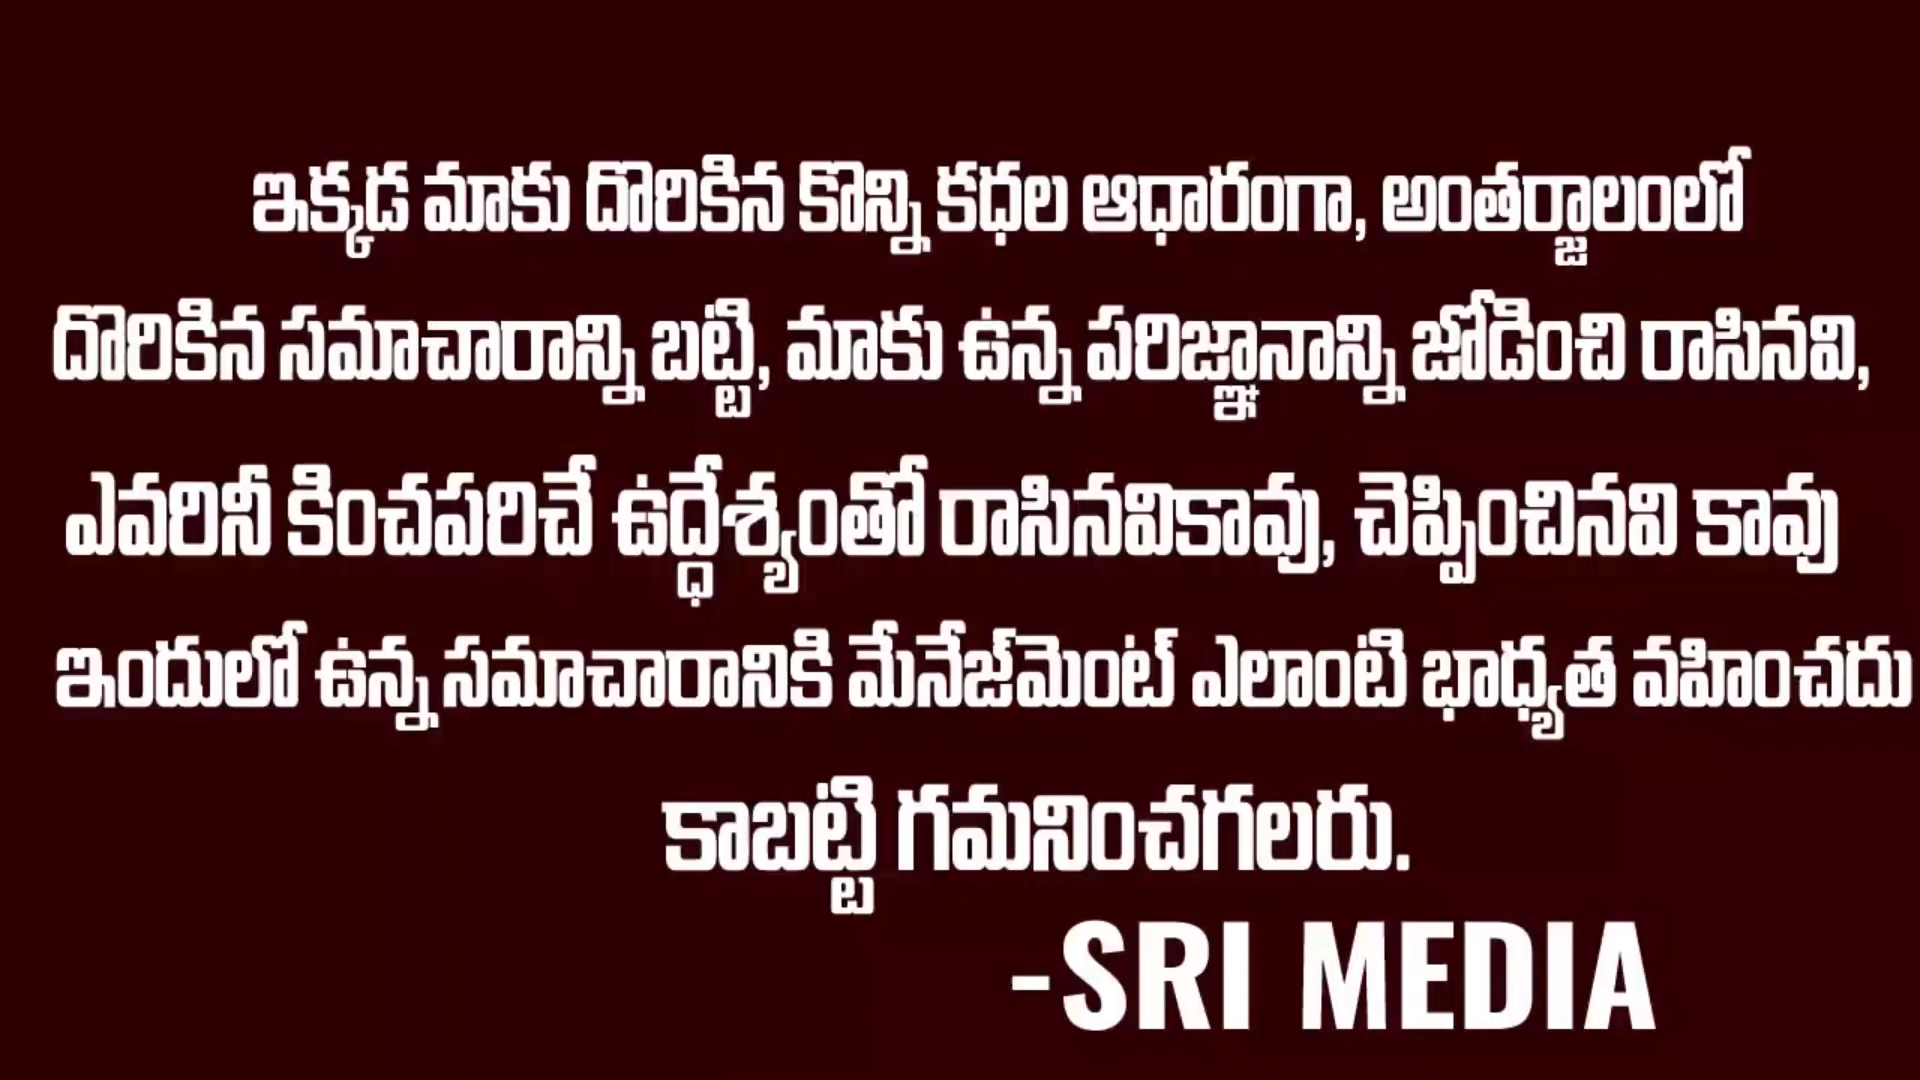 ఇక్కడ మాకు దొరికిన కొన్ని కధల ఆధారంగా, అంతర్జాలంలో
దొరికిన సమాచారాన్ని బట్టి, మాకు ఉన్న పరిజ్ఞానాన్ని జోడించి రాసినవి,
ఎవరినీ కించపరిచే ఉద్ధేశ్యంతో రాసినవికావు, చెప్పించినవి కావు
ఇందులో ఉన్న సమాచారానికి మేనేజ్‌మెంట్ ఎలాంటి భాధ్యత వహించదు
కాబట్టి గమనించగలరు.
-SRI MEDIA